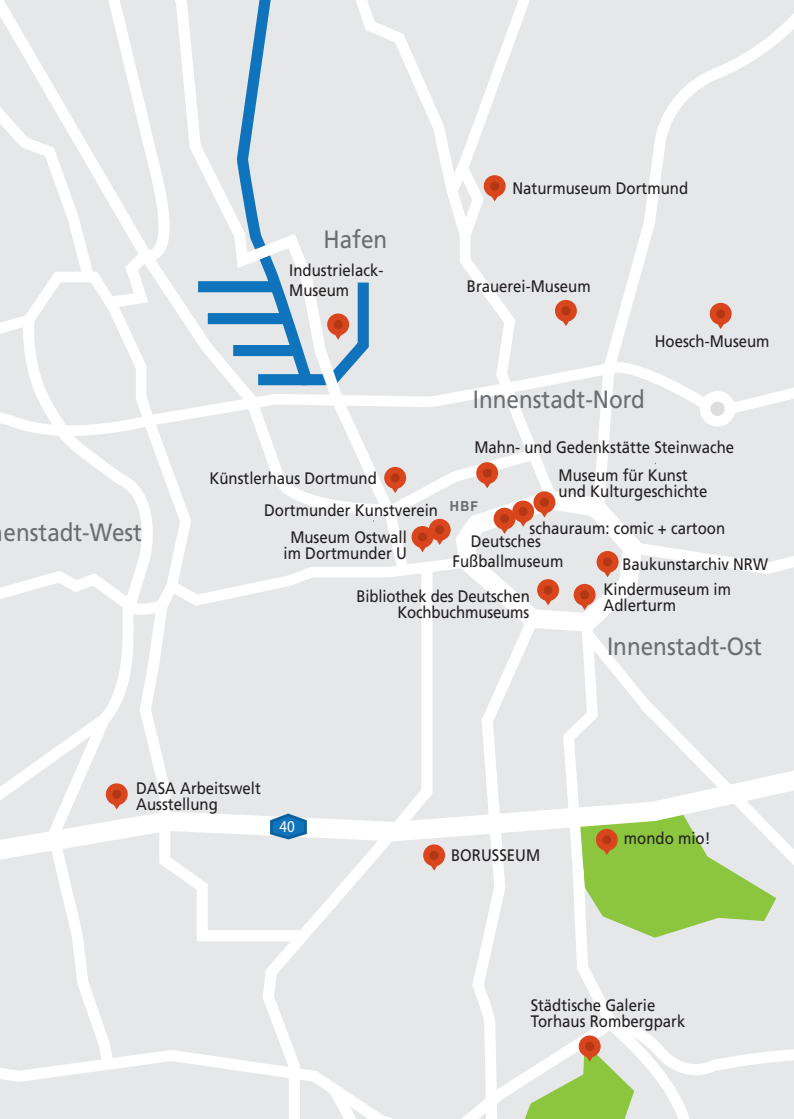 Naturmuseum Dortmund
Hafen
Industrielack-
Museum
Brauerei-Museum
Hoesch-Museum
Innenstadt-Nord
Mahn- und Gedenkstätte Steinwache
Künstlerhaus Dortmund
Museum für Kunst
und Kulturgeschichte
Dortmunder Kunstverein
HBF
enstadt-West
schauraum: comic + cartoon
Museum Ostwall
im Dortmunder U
Deutsches
Fußballmuseum
Baukunstarchiv NRW
Bibliothek des Deutschen
Kochbuchmuseums
Kindermuseum im
Adlerturm
Innenstadt-Ost
DASA Arbeitswelt
Ausstellung
40
mondo mio!
BORUSSEUM
Städtische Galerie
Torhaus Rombergpark